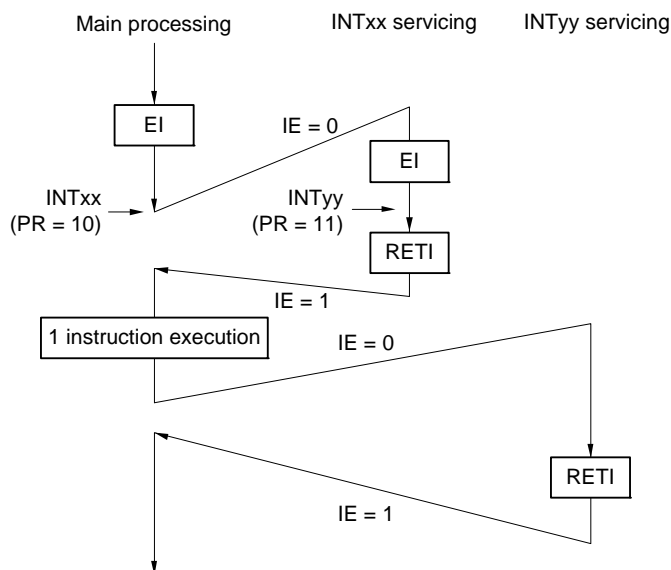 Main processing
INTxx servicing
INTyy servicing
EI
IE = 0
EI
INTxx
(PR = 10)
INTyy
(PR = 11)
RETI
IE = 1
1 instruction execution
IE = 0
RETI
IE = 1